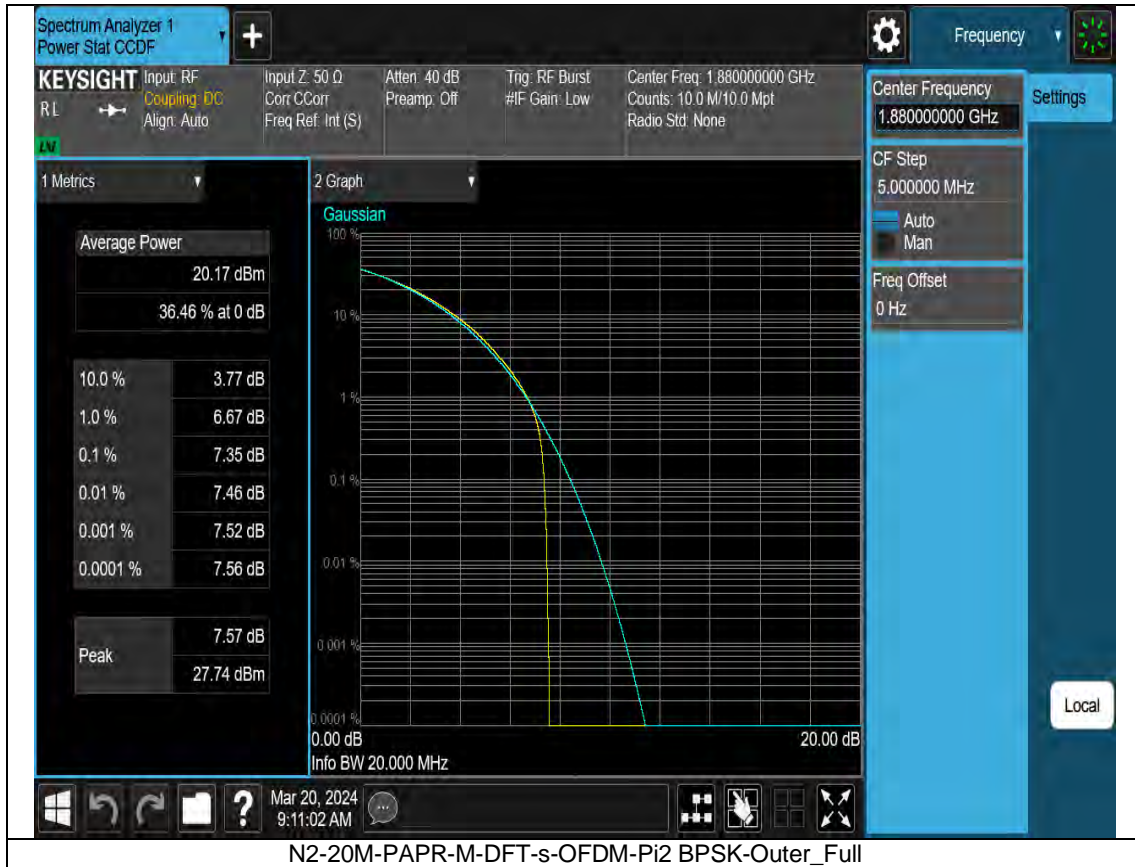 Spectrum Analyzer 1
Power Stat CCDF
Frequency
KEYSIGHT
RL
Input: RF
Coupling: DC
Align: Auto
Input Z: 50 Ω
Corr CCorr
Freq Ref: Int (S)
Atten: 40 dB
Preamp: Off
Trig: RF Burst
#IF Gain: Low
Center Freq: 1.880000000 GHz
Counts: 10.0 M/10.0 Mpt
Radio Std: None
Center Frequency
1.880000000 GHz
Settings
CF Step
5.000000 MHz
Auto
Man
Freq Offset
0 Hz
Local
1 Metrics
Average Power
20.17 dBm
36.46 % at 0 dB
10.0 % 3.77 dB
1.0 % 6.67 dB
0.1 % 7.35 dB
0.01 % 7.46 dB
0.001 % 7.52 dB
0.0001 % 7.56 dB
Peak
7.57 dB
27.74 dBm
2 Graph
Gaussian
100 %
10 %
1 %
0.1 %
0.01 %
0.001 %
0.0001 %
0.00 dB
20.00 dB
Info BW 20.000 MHz
?
Mar 20, 2024
9:11:02 AM
N2-20M-PAPR-M-DFT-s-OFDM-Pi2 BPSK-Outer_Full